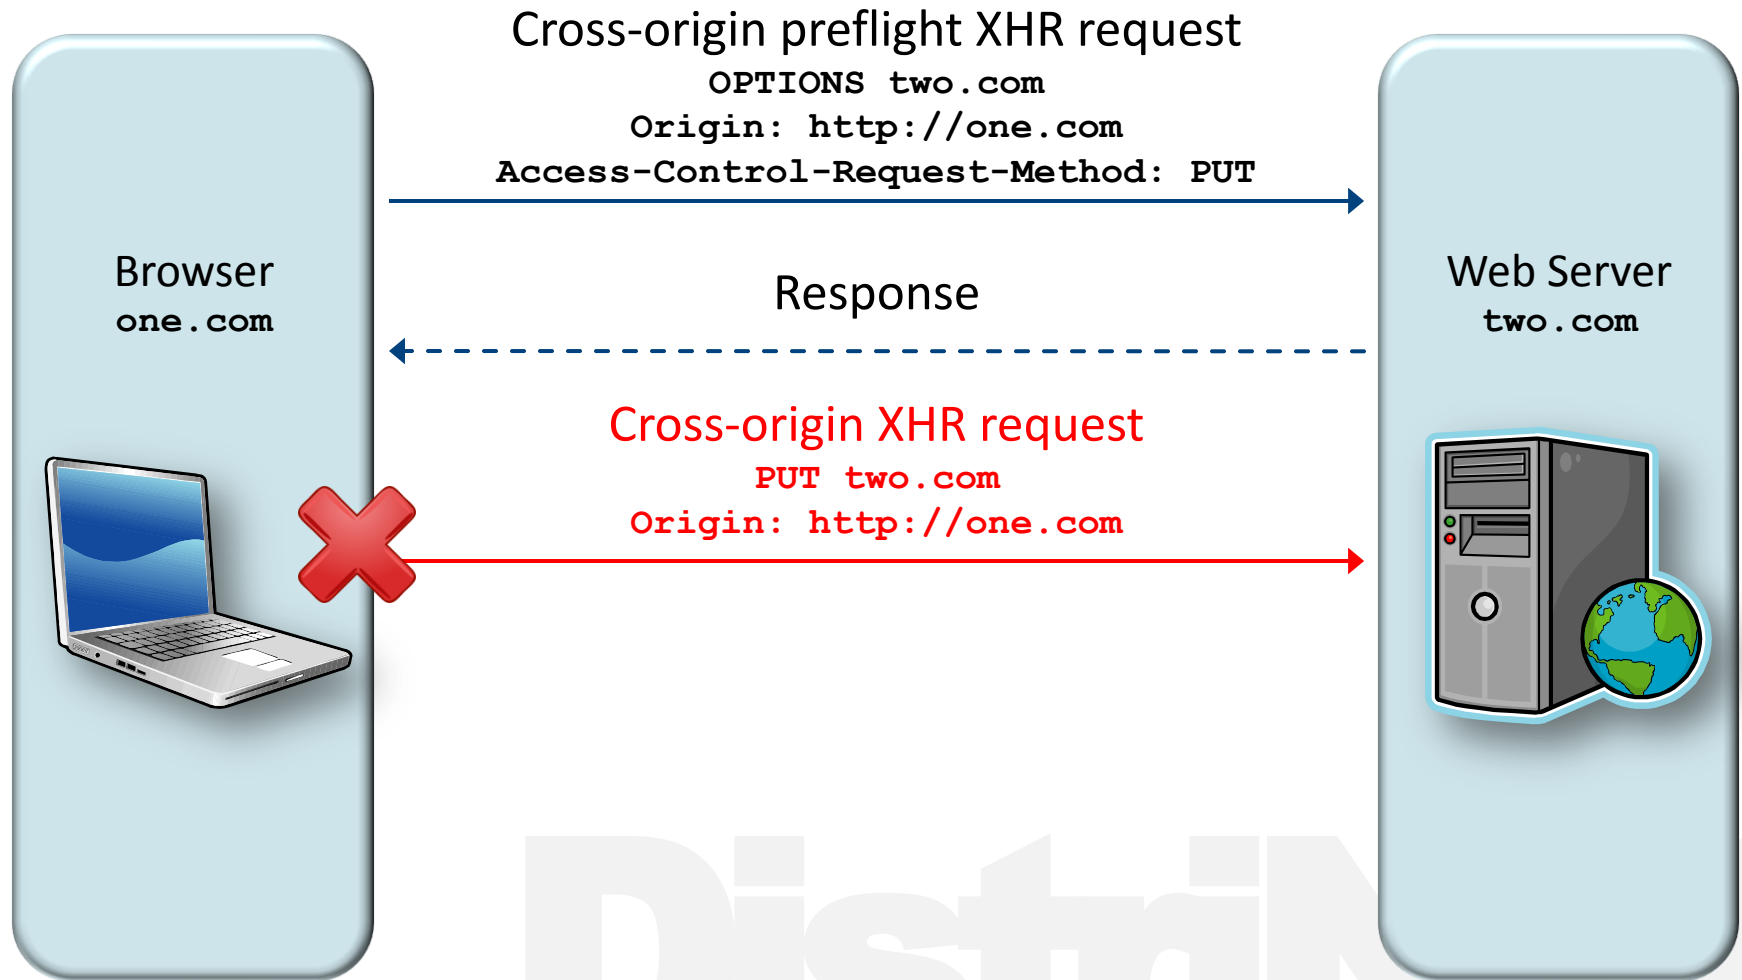 Cross-origin preflight XHR request
OPTIONS two.com
Origin: http://one.com
Access-Control-Request-Method: PUT
Browser
one.com
Response
Web Server
two.com
Cross-origin XHR request
PUT two.com
Origin: http://one.com
DistriN